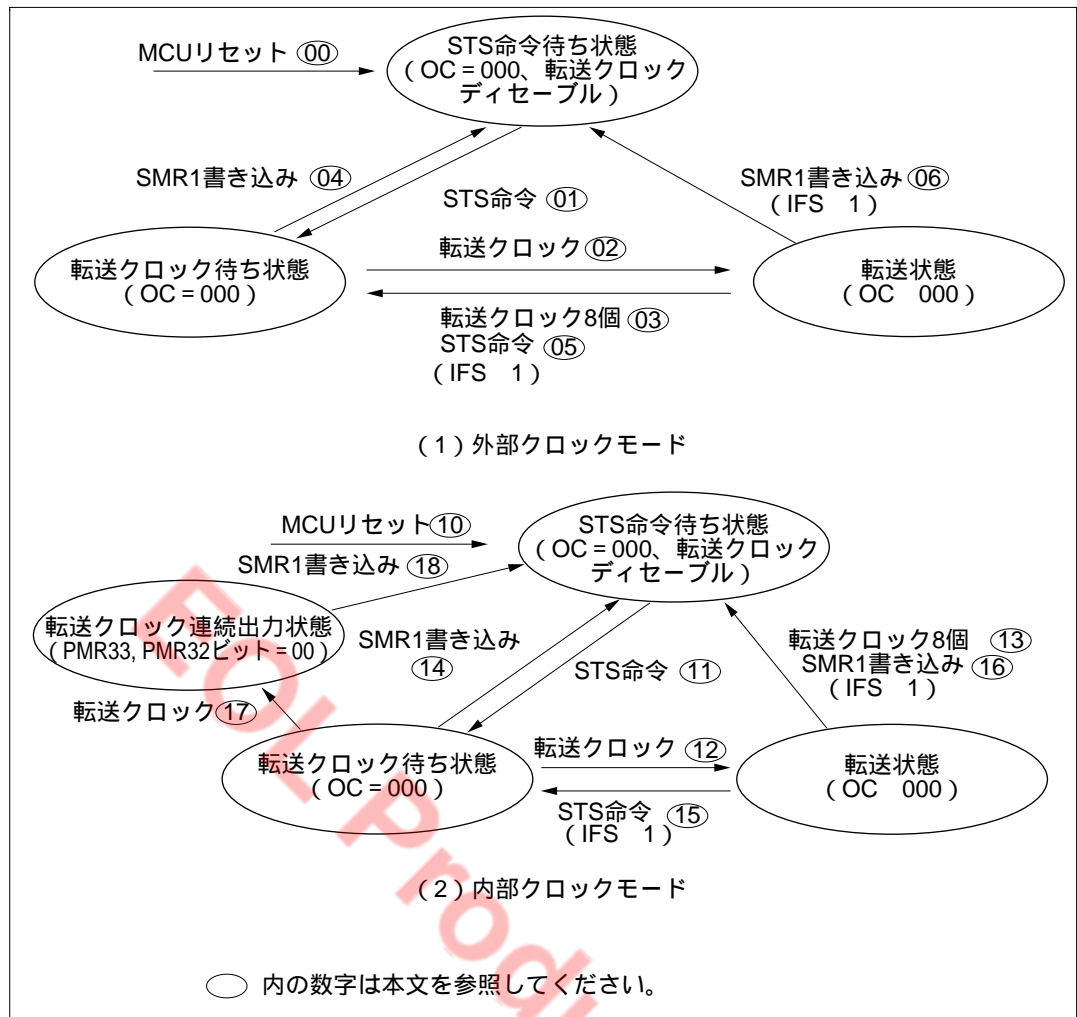 MCUリセット 00
STS命令待ち状態
(OC=000、転送クロック
ディセーブル)
SMR1書き込み 04
STS命令 01
SMR1書き込み 06
(IFS 1)
転送クロック待ち状態
(OC=000)
転送クロック 02
転送クロック8個 03
STS命令 05
(IFS 1)
転送状態
(OC 000)
(1)外部クロックモード
MCUリセット 10
STS命令待ち状態
(OC=000、転送クロック
ディセーブル)
SMR1書き込み 18
転送クロック連続出力状態
(PMR33, PMR32ビット=00)
SMR1書き込み
14
STS命令 11
転送クロック8個 13
SMR1書き込み 16
(IFS 1)
転送クロック 17
転送クロック待ち状態
(OC=000)
転送クロック 12
STS命令 15
(IFS 1)
転送状態
(OC 000)
(2)内部クロックモード
内の数字は本文を参照してください。
EOL Prod